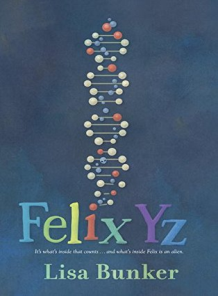 Felix Yz
It's what's inside that counts . . . and what's inside Felix is an alien.
Lisa Bunker